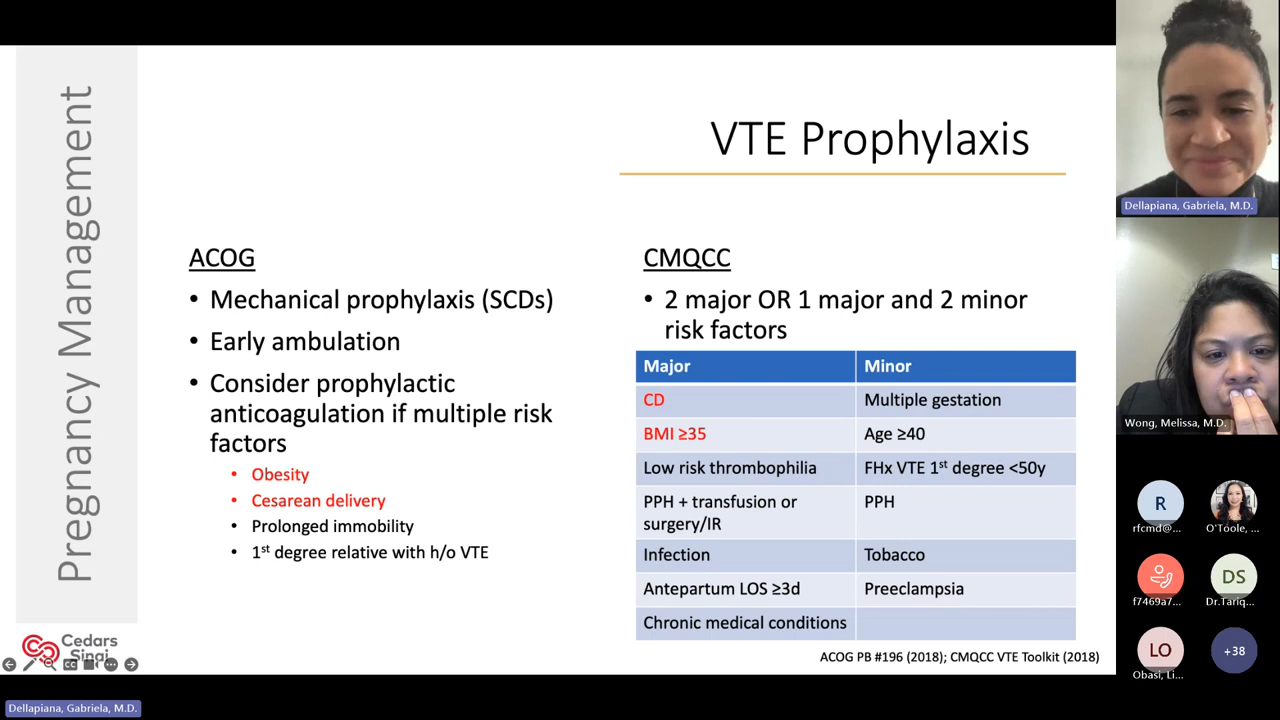 Pregnancy Management
VTE Prophylaxis
ACOG
• Mechanical prophylaxis (SCDs)
• Early ambulation
• Consider prophylactic
anticoagulation if multiple risk
factors
• Obesity
• Cesarean delivery
• Prolonged immobility
• 1st degree relative with h/o VTE
CMQCC
• 2 major OR 1 major and 2 minor
risk factors
Major Minor
CD Multiple gestation
BMI ≥35 Age ≥40
Low risk thrombophilia FHx VTE 1st degree <50y
PPH + transfusion or
surgery/IR PPH
Infection Tobacco
Antepartum LOS ≥3d Preeclampsia
Chronic medical conditions
ACOG PB #196 (2018); CMQCC VTE Toolkit (2018)
Cedars
Sinai
CC
Dellapiana, Gabriela, M.D.
Wong, Melissa, M.D.
R
rfcmd@...
O'Toole, ...
f7469a7...
DS
Dr.Tariq...
LO
Obasi, Li...
+38
Dellapiana, Gabriela, M.D.